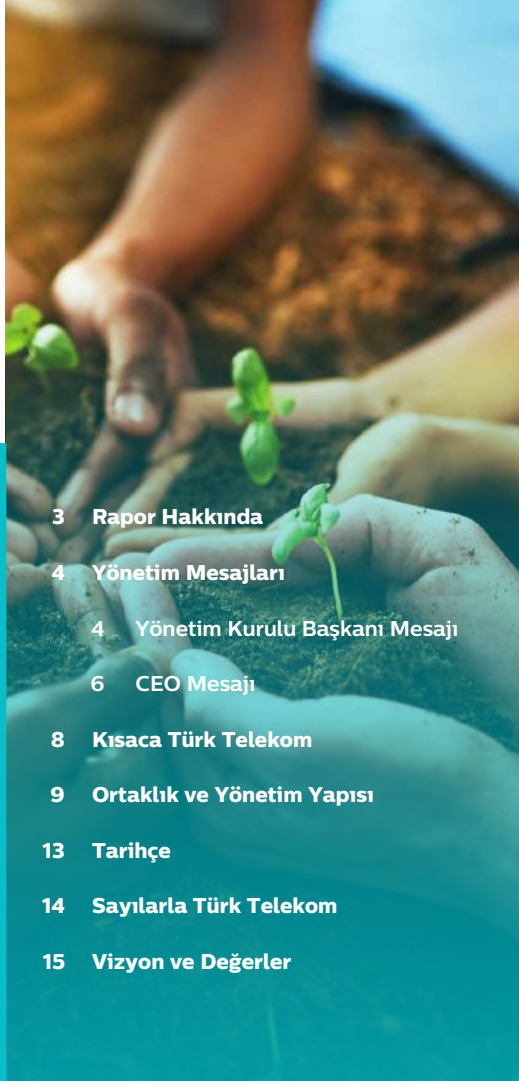 3 Rapor Hakkında
4 Yönetim Mesajları
4 Yönetim Kurulu Başkanı Mesajı
6 CEO Mesajı
8 Kısaca Türk Telekom
9 Ortaklık ve Yönetim Yapısı
13 Tarihçe
14 Sayılarla Türk Telekom
15 Vizyon ve Değerler